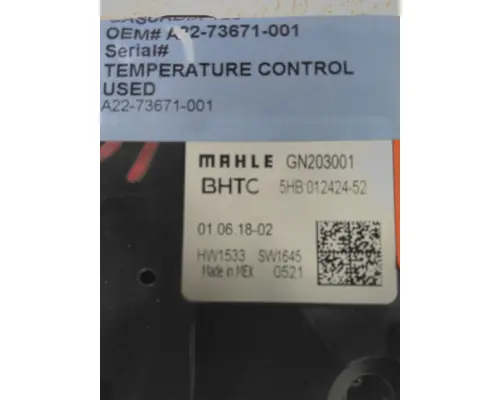 OEM# A22-73671-001
Serial#
TEMPERATURE CONTROL
USED
A22-73671-001
MAHLE GN203001
BHTC 5HB 012424-52
01.06.18-02
HW1533 SW1645
Made in MEX 0521